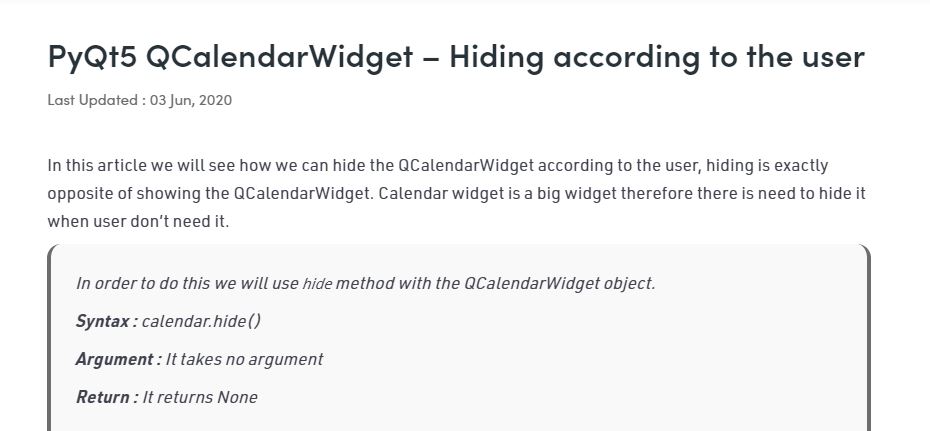 PyQt5 QCalendarWidget – Hiding according to the user
Last Updated : 03 Jun, 2020
In this article we will see how we can hide the QCalendarWidget according to the user, hiding is exactly
opposite of showing the QCalendarWidget. Calendar widget is a big widget therefore there is need to hide it
when user don't need it.
In order to do this we will use hide method with the QCalendarWidget object.
Syntax : calendar.hide()
Argument : It takes no argument
Return : It returns None